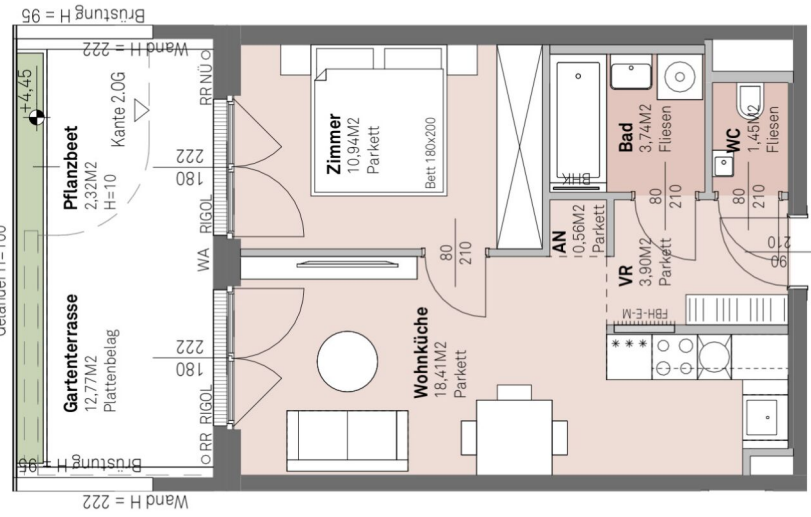 Brüstung H = 95
Wand H = 222
Geländer H=100
+4,45
Pflanzbeet
2,32M2
H=10
Kante 2.0G
RR NÜ
180
222
RIGOL
WA
Gartenterrasse
12,77M2
Plattenbelag
180
222
RIGOL
RR
Brüstung H = 95
Wand H = 222
Zimmer
10,94M2
Parkett
Bett 180x200
80
210
Wohnküche
18,41M2
Parkett
BHK
Bad
3,74M2
Fliesen
80
210
WC
1,45M2
Fliesen
80
210
AN
0,56M2
Parkett
VR
3,90M2
Parkett
FBH-E-M
90
210
***